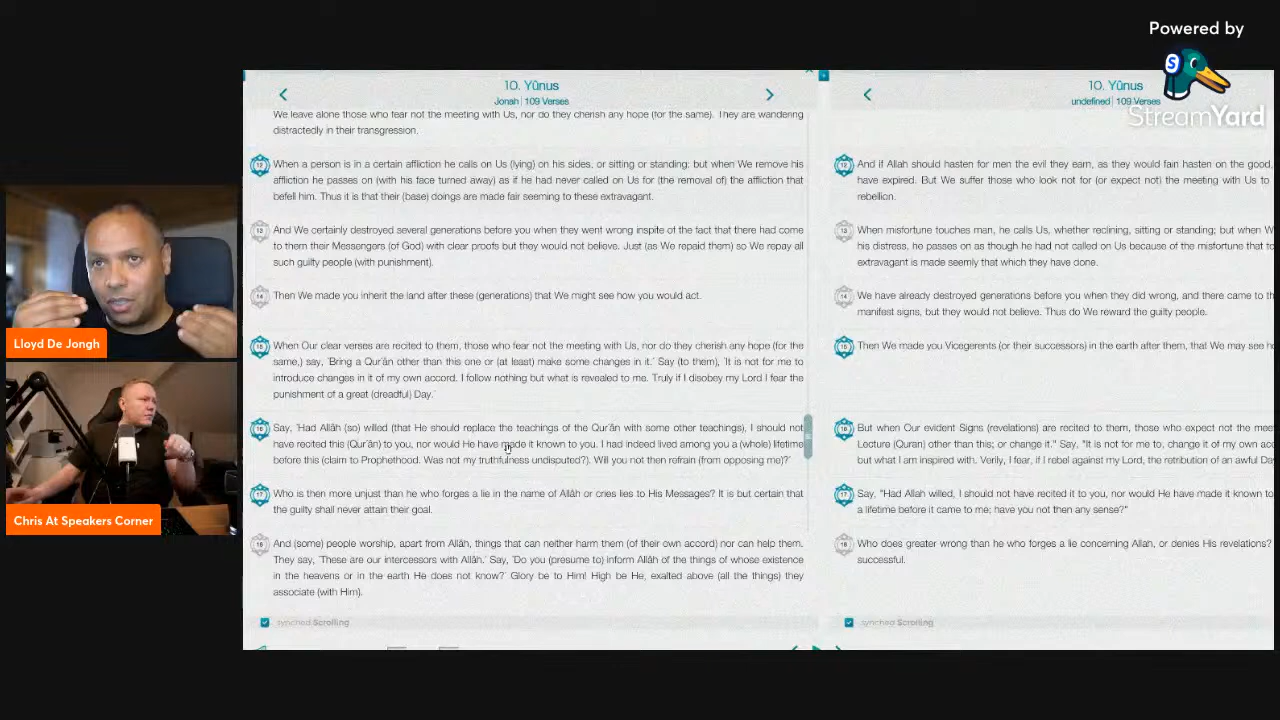 Powered by
StreamYard
10. Yûnus
Jonah | 109 Verses
We leave alone those who fear not the meeting with Us, nor do they cherish any hope (for the same). They are wandering
distractedly in their transgression.
12
When a person is in a certain affliction he calls on Us (lying) on his sides, or sitting or standing; but when We remove his
affliction he passes on (with his face turned away) as if he had never called on Us for (the removal of) the affliction that
befell him. Thus it is that their (base) doings are made fair seeming to these extravagant.
13
And We certainly destroyed several generations before you when they went wrong inspite of the fact that there had come
to them their Messengers (of God) with clear proofs but they would not believe. Just (as We repaid them) so We repay all
such guilty people (with punishment).
14
Then We made you inherit the land after these (generations) that We might see how you would act.
15
When Our clear verses are recited to them, those who fear not the meeting with Us, nor do they cherish any hope (for the
same,) say, 'Bring a Qur'ân other than this one or (at least) make some changes in it.' Say (to them), 'It is not for me to
introduce changes in it of my own accord. I follow nothing but what is revealed to me. Truly if I disobey my Lord I fear the
punishment of a great (dreadful) Day.'
16
Say, 'Had Allâh (so) willed (that He should replace the teachings of the Qur'ân with some other teachings), I should not
have recited this (Qur'ân) to you, nor would He have made it known to you. I had indeed lived among you a (whole) lifetime
before this (claim to Prophethood. Was not my truthfulness undisputed?). Will you not then refrain (from opposing me)?'
17
Who is then more unjust than he who forges a lie in the name of Allâh or cries lies to His Messages? It is but certain that
the guilty shall never attain their goal.
18
And (some) people worship, apart from Allâh, things that can neither harm them (of their own accord) nor can help them.
They say, 'These are our intercessors with Allâh.' Say, 'Do you (presume to) inform Allâh of the things of whose existence
in the heavens or in the earth He does not know?' Glory be to Him! High be He, exalted above (all the things) they
associate (with Him).
synched Scrolling
10. Yûnus
undefined | 109 Verses
12
And if Allah should hasten for men the evil they earn, as they would fain hasten on the good,
have expired. But We suffer those who look not for (or expect not) the meeting with Us to
rebellion.
13
When misfortune touches man, he calls Us, whether reclining, sitting or standing; but when W
his distress, he passes on as though he had not called on Us because of the misfortune that to
extravagant is made seemly that which they have done.
14
We have already destroyed generations before you when they did wrong, and there came to th
manifest signs, but they would not believe. Thus do We reward the guilty people.
15
Then We made you Vicegerents (or their successors) in the earth after them, that We may see h
16
But when Our evident Signs (revelations) are recited to them, those who expect not the mee
Lecture (Quran) other than this; or change it." Say, "It is not for me to, change it of my own ac
but what I am inspired with. Verily, I fear, if I rebel against my Lord, the retribution of an awful Da
17
Say, "Had Allah willed, I should not have recited it to you, nor would He have made it known to
a lifetime before it came to me; have you not then any sense?"
18
Who does greater wrong than he who forges a lie concerning Allah, or denies His revelations?
successful.
synched Scrolling
Lloyd De Jongh
Chris At Speakers Corner